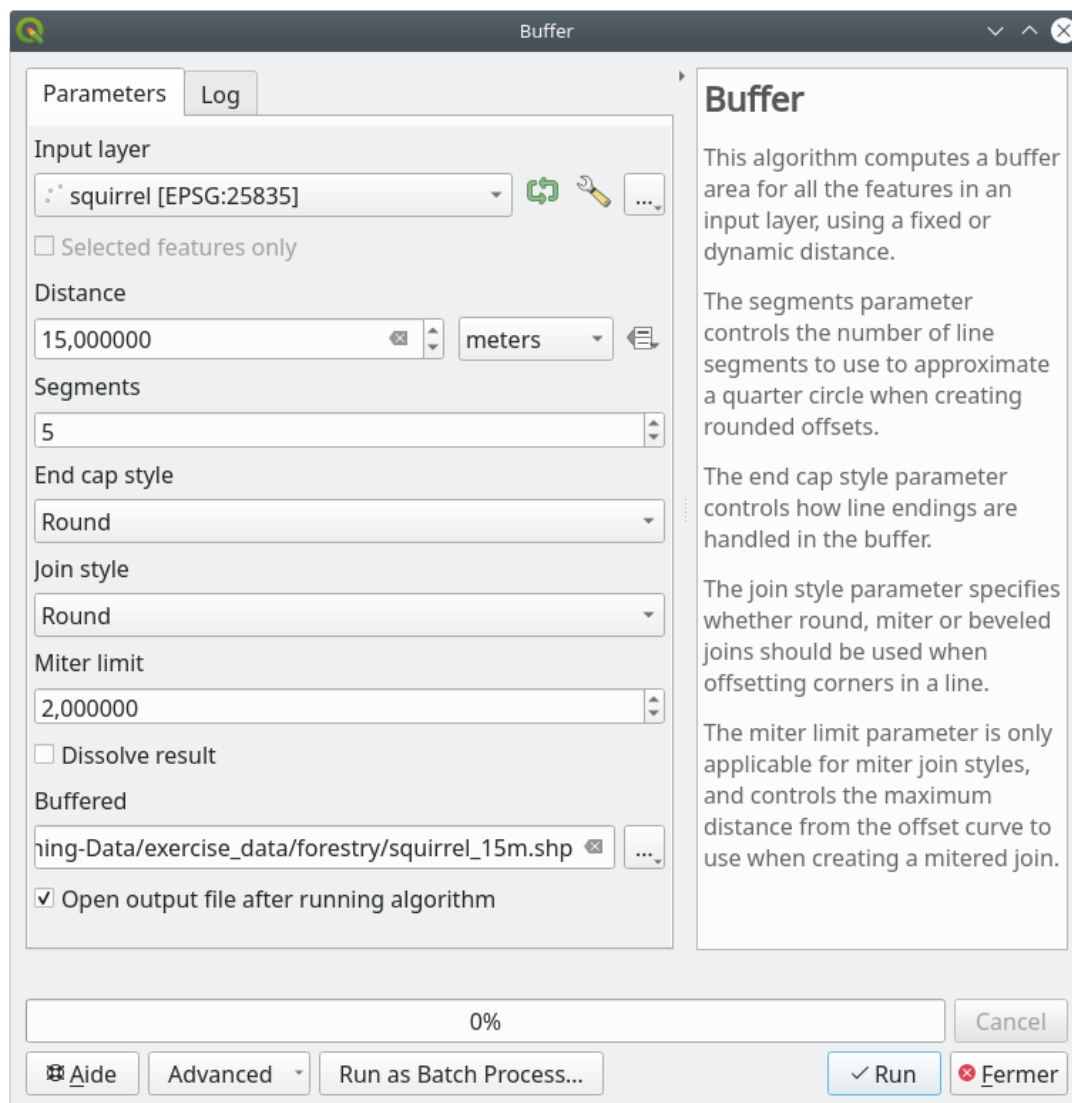 Buffer
Parameters
Log
Input layer
squirrel [EPSG:25835]
...
Selected features only
Distance
15,000000
meters
Segments
5
End cap style
Round
Join style
Round
Miter limit
2,000000
Dissolve result
Buffered
ning-Data/exercise_data/forestry/squirrel_15m.shp
...
Open output file after running algorithm
Buffer
This algorithm computes a buffer
area for all the features in an
input layer, using a fixed or
dynamic distance.
The segments parameter
controls the number of line
segments to use to approximate
a quarter circle when creating
rounded offsets.
The end cap style parameter
controls how line endings are
handled in the buffer.
The join style parameter specifies
whether round, miter or beveled
joins should be used when
offsetting corners in a line.
The miter limit parameter is only
applicable for miter join styles,
and controls the maximum
distance from the offset curve to
use when creating a mitered join.
0%
Cancel
Aide
Advanced
Run as Batch Process...
Run
Fermer